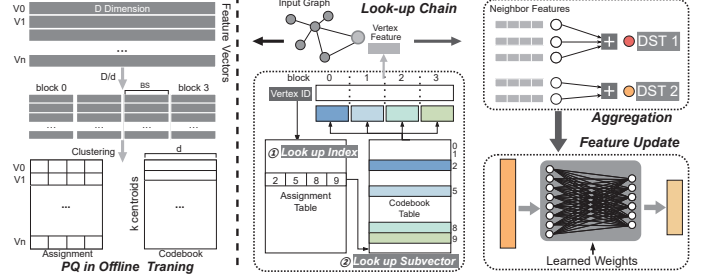 V0
D Dimension
V1
...
Vn
Feature Vectors
D/d
block 0
BS
block 3
... ... ... ...
Clustering
d
V0
V1
...
k centroids
...
Vn
Assignment
Codebook
PQ in Offline Traning
Input Graph
Look-up Chain
Vertex
Feature
block 0 1 2 3
Vertex ID
① Look up Index
2 5 8 9
Assignment
Table
0
1
2
5
Codebook
Table
8
9
② Look up Subvector
Neighbor Features
+
DST 1
+
DST 2
Aggregation
Feature Update
Learned Weights